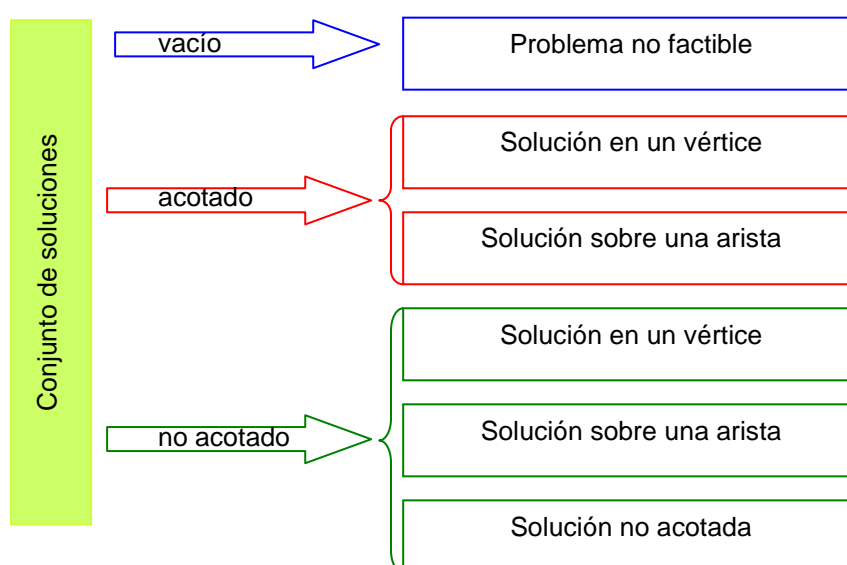 Conjunto de soluciones
vacío
Problema no factible
acotado
Solución en un vértice
Solución sobre una arista
no acotado
Solución en un vértice
Solución sobre una arista
Solución no acotada